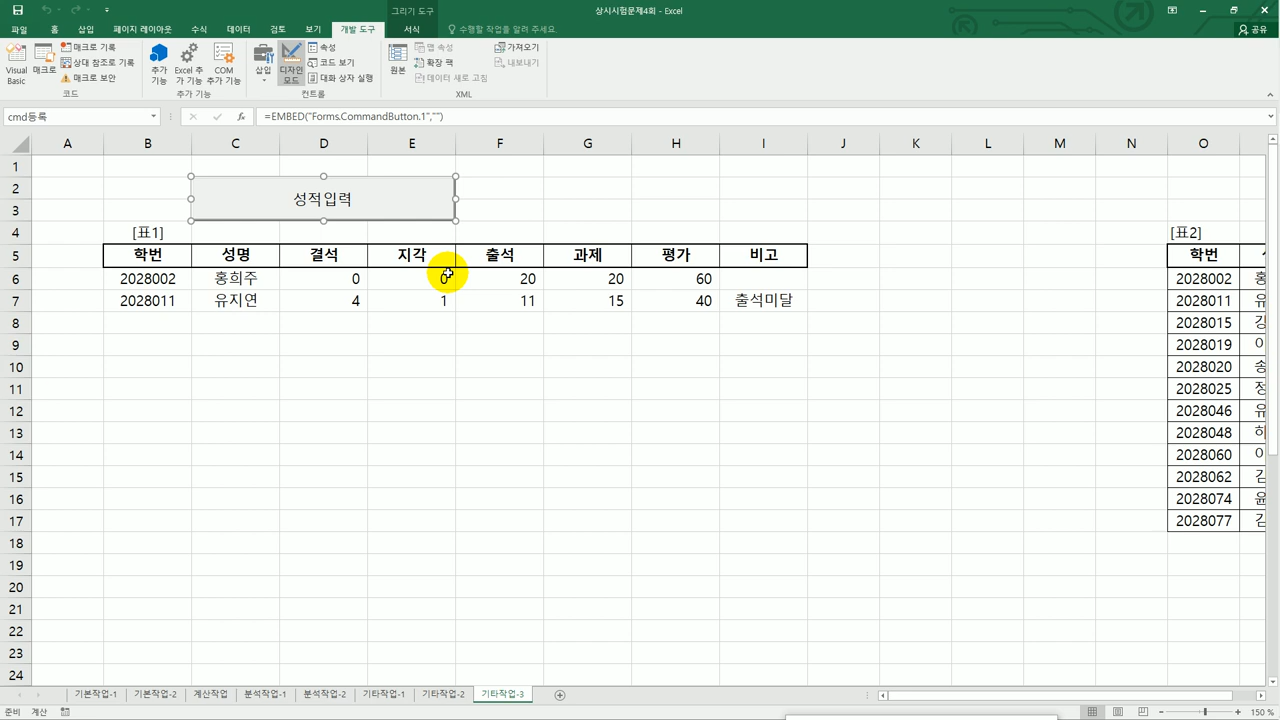 그리기 도구
상시시험문제4회 - Excel
파일 홈 삽입 페이지 레이아웃 수식 데이터 검토 보기 개발 도구 서식 수행할 작업을 알려 주세요. 공유
Visual Basic
매크로
매크로 기록
상대 참조로 기록
매크로 보안
코드
추가 기능
Excel 추가 기능
COM 추가 기능
추가 기능
삽입
디자인 모드
속성
코드 보기
대화 상자 실행
컨트롤
원본
맵 속성
확장 팩
데이터 새로 고침
가져오기
내보내기
XML
cmd등록 fx =EMBED("Forms.CommandButton.1","")
A B C D E F G H I J K L M N O
1
2 성적입력
3
4 [표1] [표2]
5 학번 성명 결석 지각 출석 과제 평가 비고 학번
6 2028002 홍희주 0 0 20 20 60 2028002 홍
7 2028011 유지연 4 1 11 15 40 출석미달 2028011 유
8 2028015 강
9 2028019 이
10 2028020 송
11 2028025 정
12 2028046 유
13 2028048 하
14 2028060 이
15 2028062 김
16 2028074 윤
17 2028077 김
18
19
20
21
22
23
24
기본작업-1 기본작업-2 계산작업 분석작업-1 분석작업-2 기타작업-1 기타작업-2 기타작업-3
준비 계산 150 %